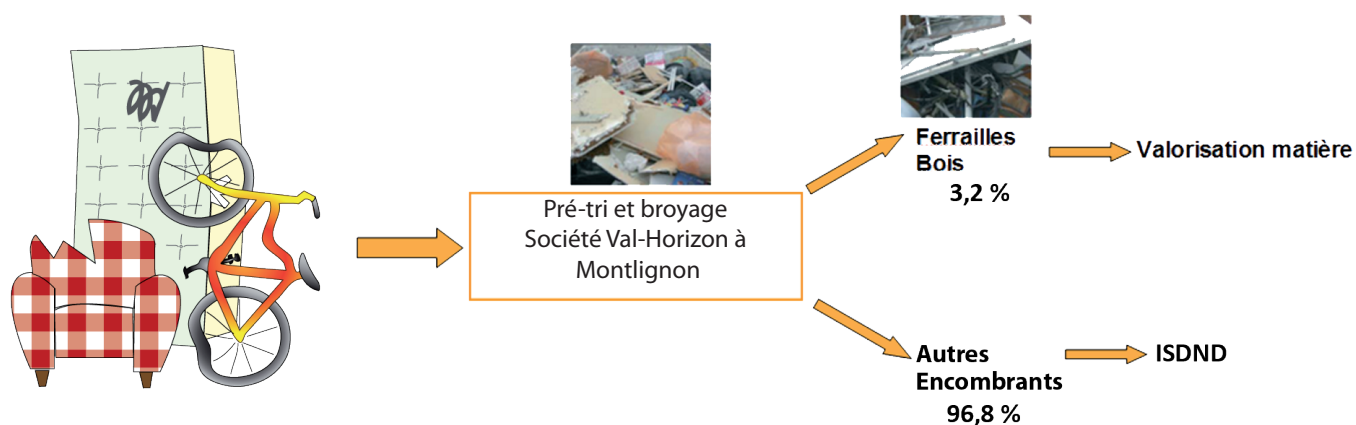 Pré-tri et broyage
Société Val-Horizon à
Montlignon
Ferrailles
Bois
3,2 %
Valorisation matière
Autres
Encombrants
96,8 %
ISDND